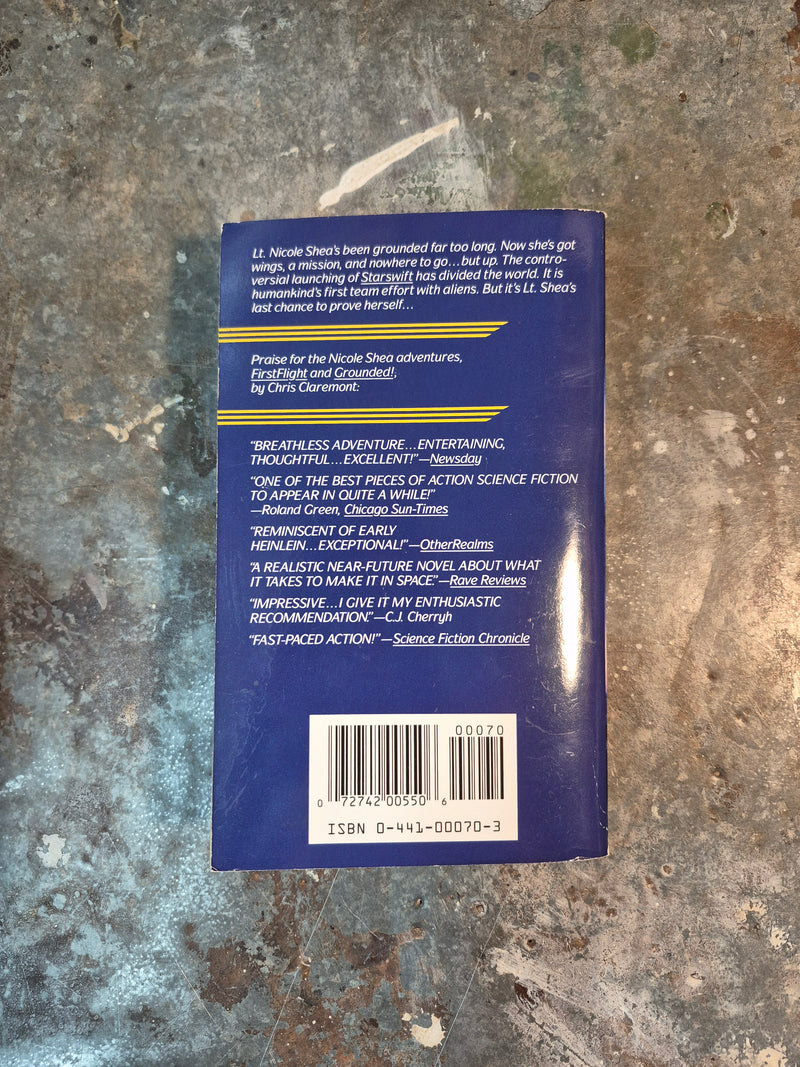 Lt. Nicole Shea's been grounded far too long. Now she's got
wings, a mission, and nowhere to go...but up. The contro-
versial launching of Starswift has divided the world. It is
humankind's first team effort with aliens. But it's Lt. Shea's
last chance to prove herself...
Praise for the Nicole Shea adventures,
FirstFlight and Grounded!,
by Chris Claremont:
"BREATHLESS ADVENTURE...ENTERTAINING,
THOUGHTFUL...EXCELLENT!"—Newsday
"ONE OF THE BEST PIECES OF ACTION SCIENCE FICTION
TO APPEAR IN QUITE A WHILE!"
—Roland Green, Chicago Sun-Times
"REMINISCENT OF EARLY
HEINLEIN...EXCEPTIONAL!"—OtherRealms
"A REALISTIC NEAR-FUTURE NOVEL ABOUT WHAT
IT TAKES TO MAKE IT IN SPACE."—Rave Reviews
"IMPRESSIVE...I GIVE IT MY ENTHUSIASTIC
RECOMMENDATION."—C.J. Cherryh
"FAST-PACED ACTION!"—Science Fiction Chronicle
00070
0 72742 00550 6
ISBN 0-441-00070-3